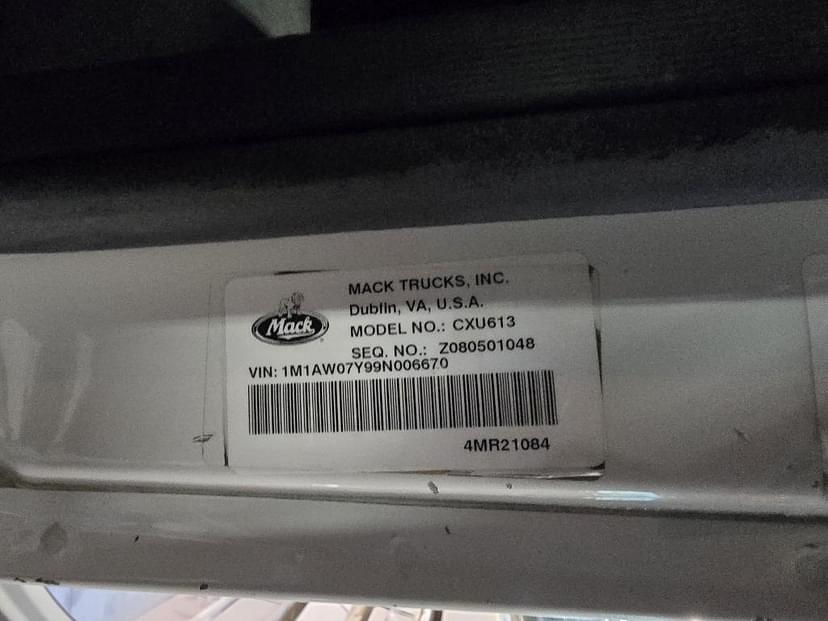 MACK TRUCKS, INC.
Dublin, VA, U.S.A.
Mack
MODEL NO.: CXU613
SEQ. NO.: Z080501048
VIN: 1M1AW07Y99N006670
4MR21084